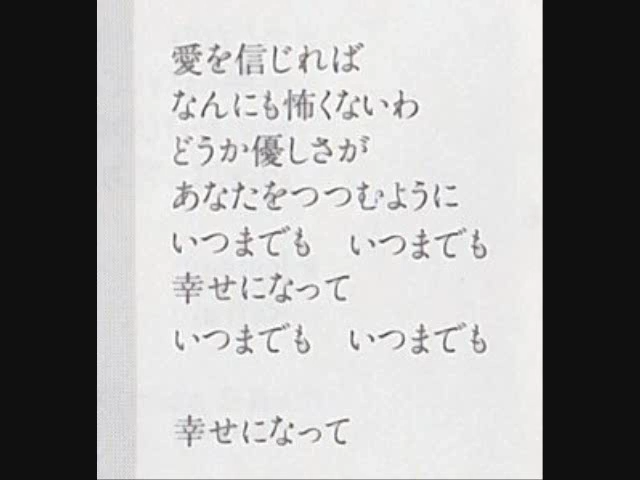 愛を信じれば
なんにも怖くないわ
どうか優しさが
あなたをつつむように
いつまでも　いつまでも
幸せになって
いつまでも　いつまでも
幸せになって